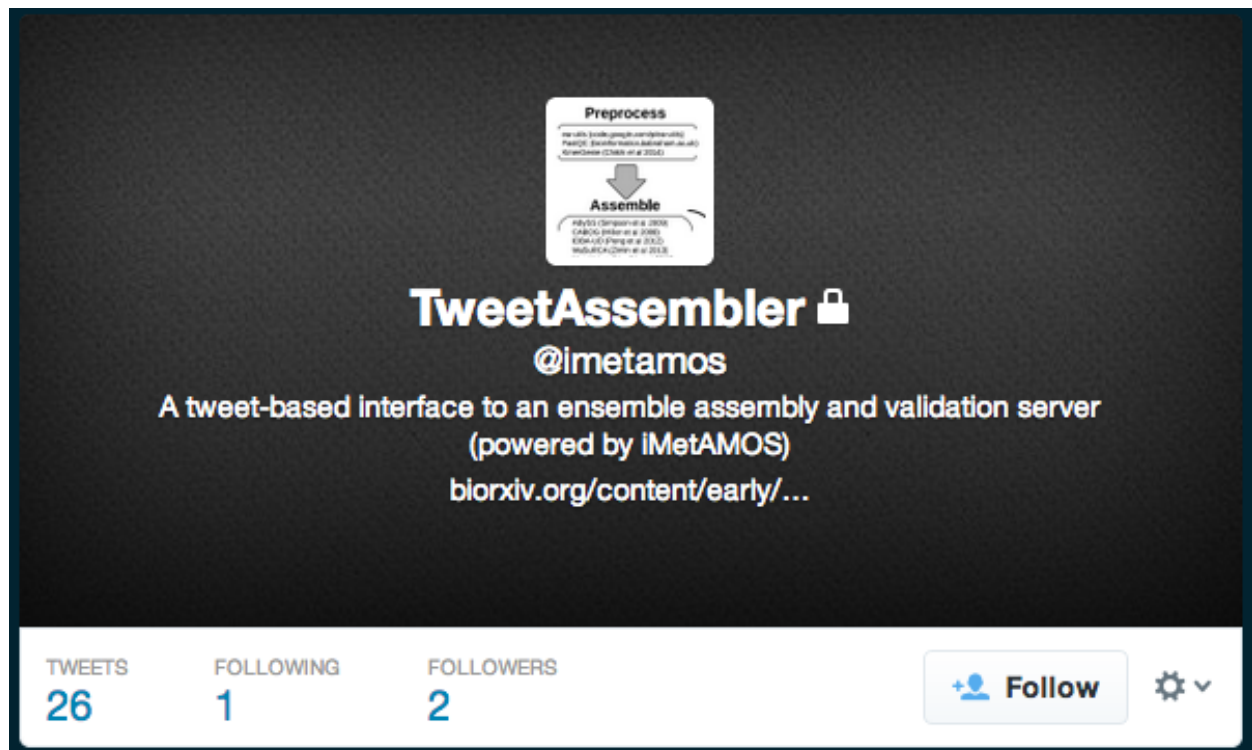 Preprocess
Assemble
TweetAssembler
@imetamos
A tweet-based interface to an ensemble assembly and validation server
(powered by iMetAMOS)
biorxiv.org/content/early/...
TWEETS
FOLLOWING
FOLLOWERS
26
1
2
Follow